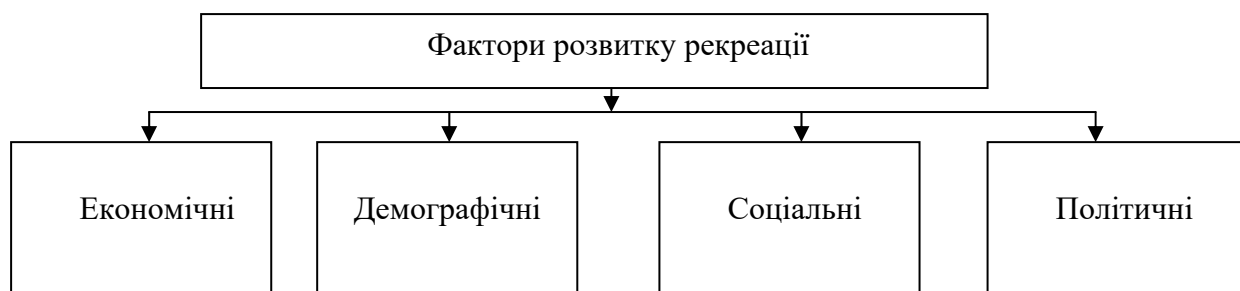 Фактори розвитку рекреації
Економічні
Демографічні
Соціальні
Політичні